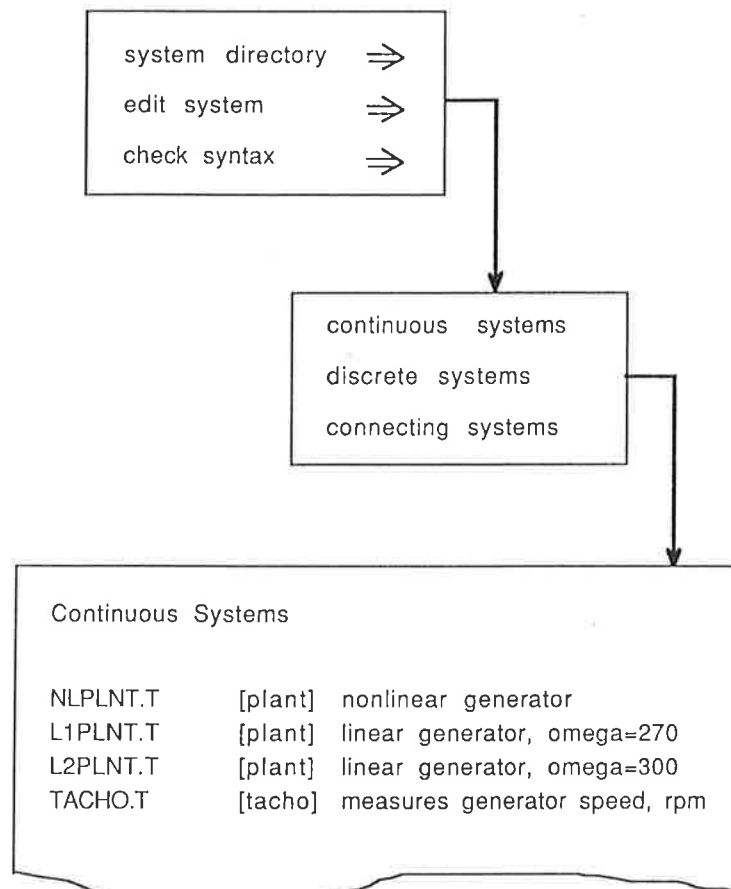 system directory ⇒
edit system ⇒
check syntax ⇒
continuous systems
discrete systems
connecting systems
Continuous Systems
NLPLNT.T [plant] nonlinear generator
L1PLNT.T [plant] linear generator, omega=270
L2PLNT.T [plant] linear generator, omega=300
TACHO.T [tacho] measures generator speed, rpm